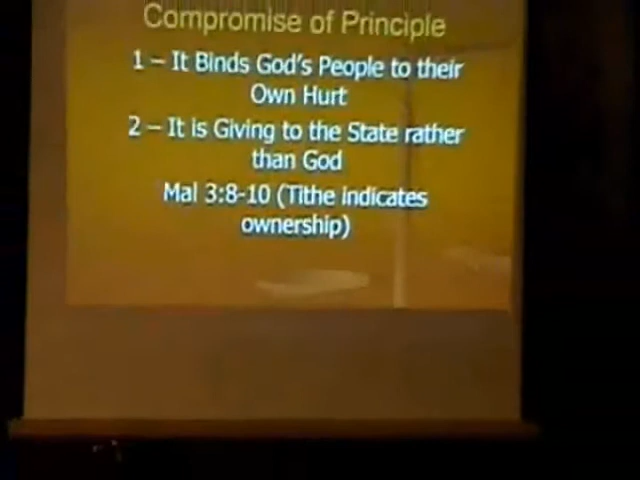 Compromise of Principle
1 – It Binds God's People to their
Own Hurt
2 – It is Giving to the State rather
than God
Mal 3:8-10 (Tithe indicates
ownership)